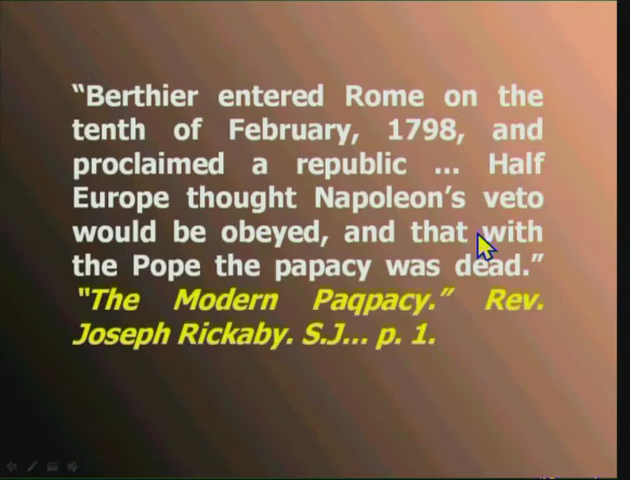 “Berthier entered Rome on the
tenth of February, 1798, and
proclaimed a republic ... Half
Europe thought Napoleon’s veto
would be obeyed, and that with
the Pope the papacy was dead.”
“The Modern Paqpacy.” Rev.
Joseph Rickaby. S.J... p. 1.